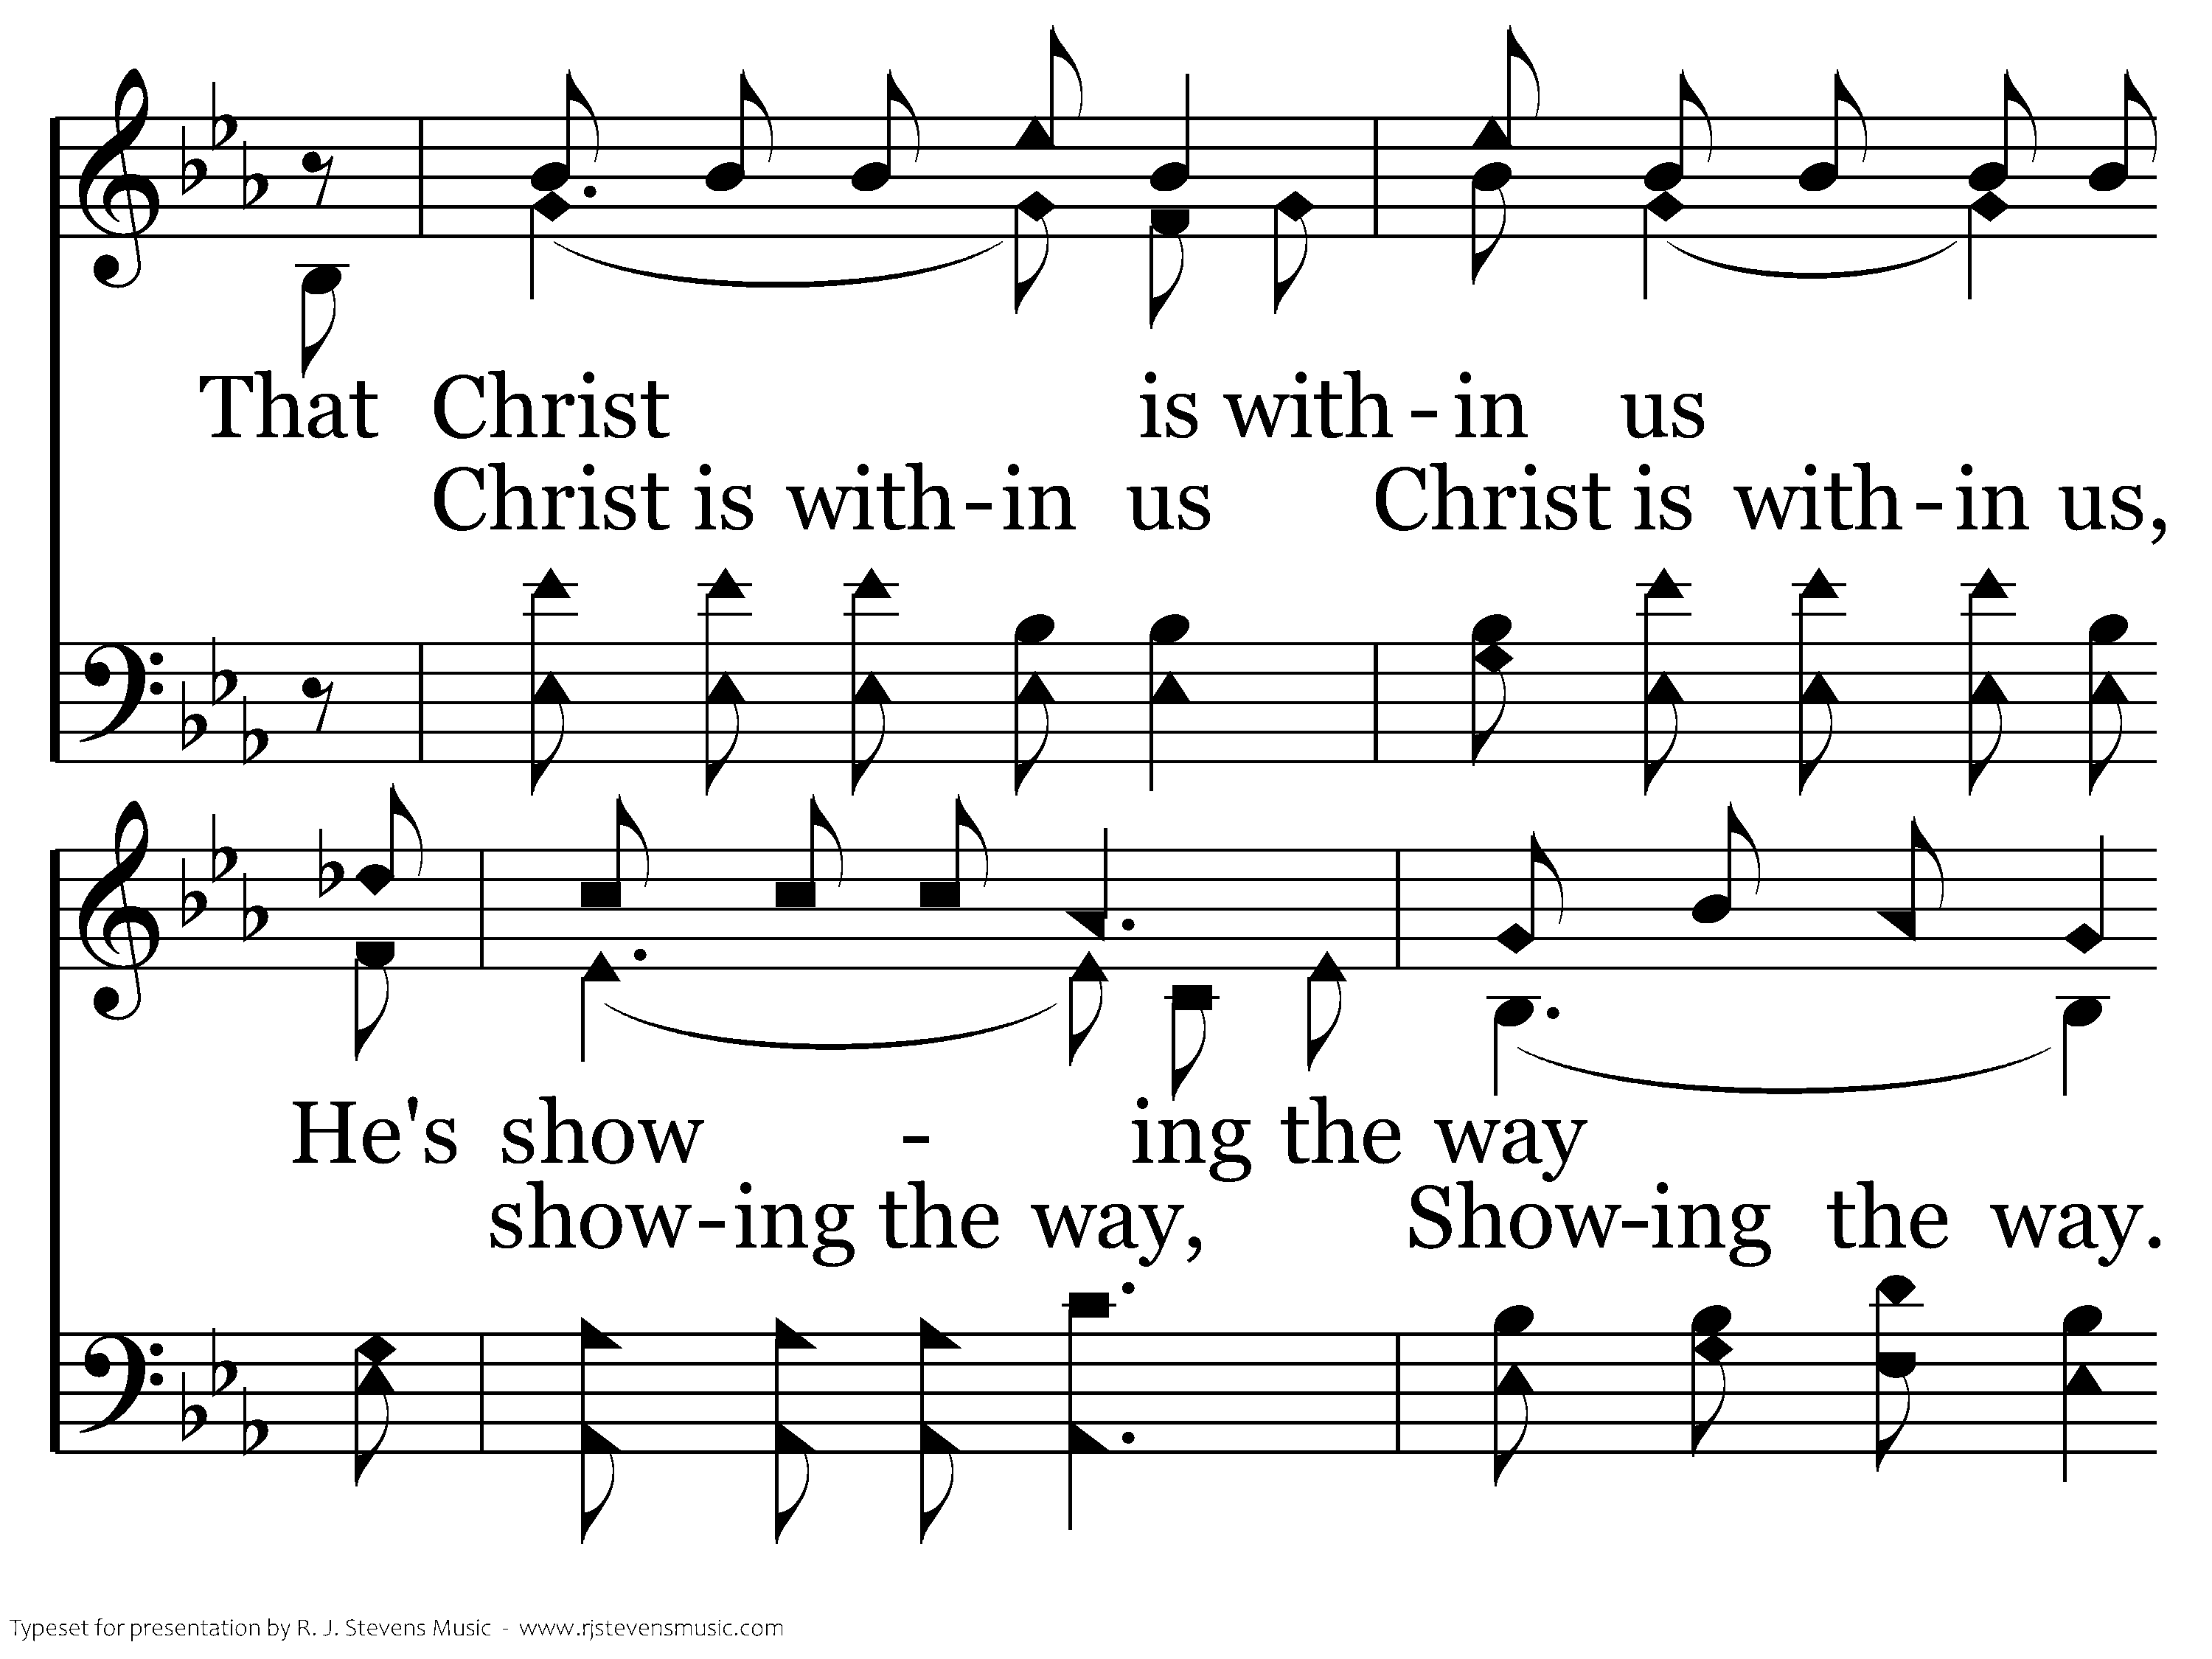 That Christ is with - in us
Christ is with - in us Christ is with - in us,
He's show - ing the way
show - ing the way, Show - ing the way.
Typeset for presentation by R. J. Stevens Music - www.rjstevensmusic.com